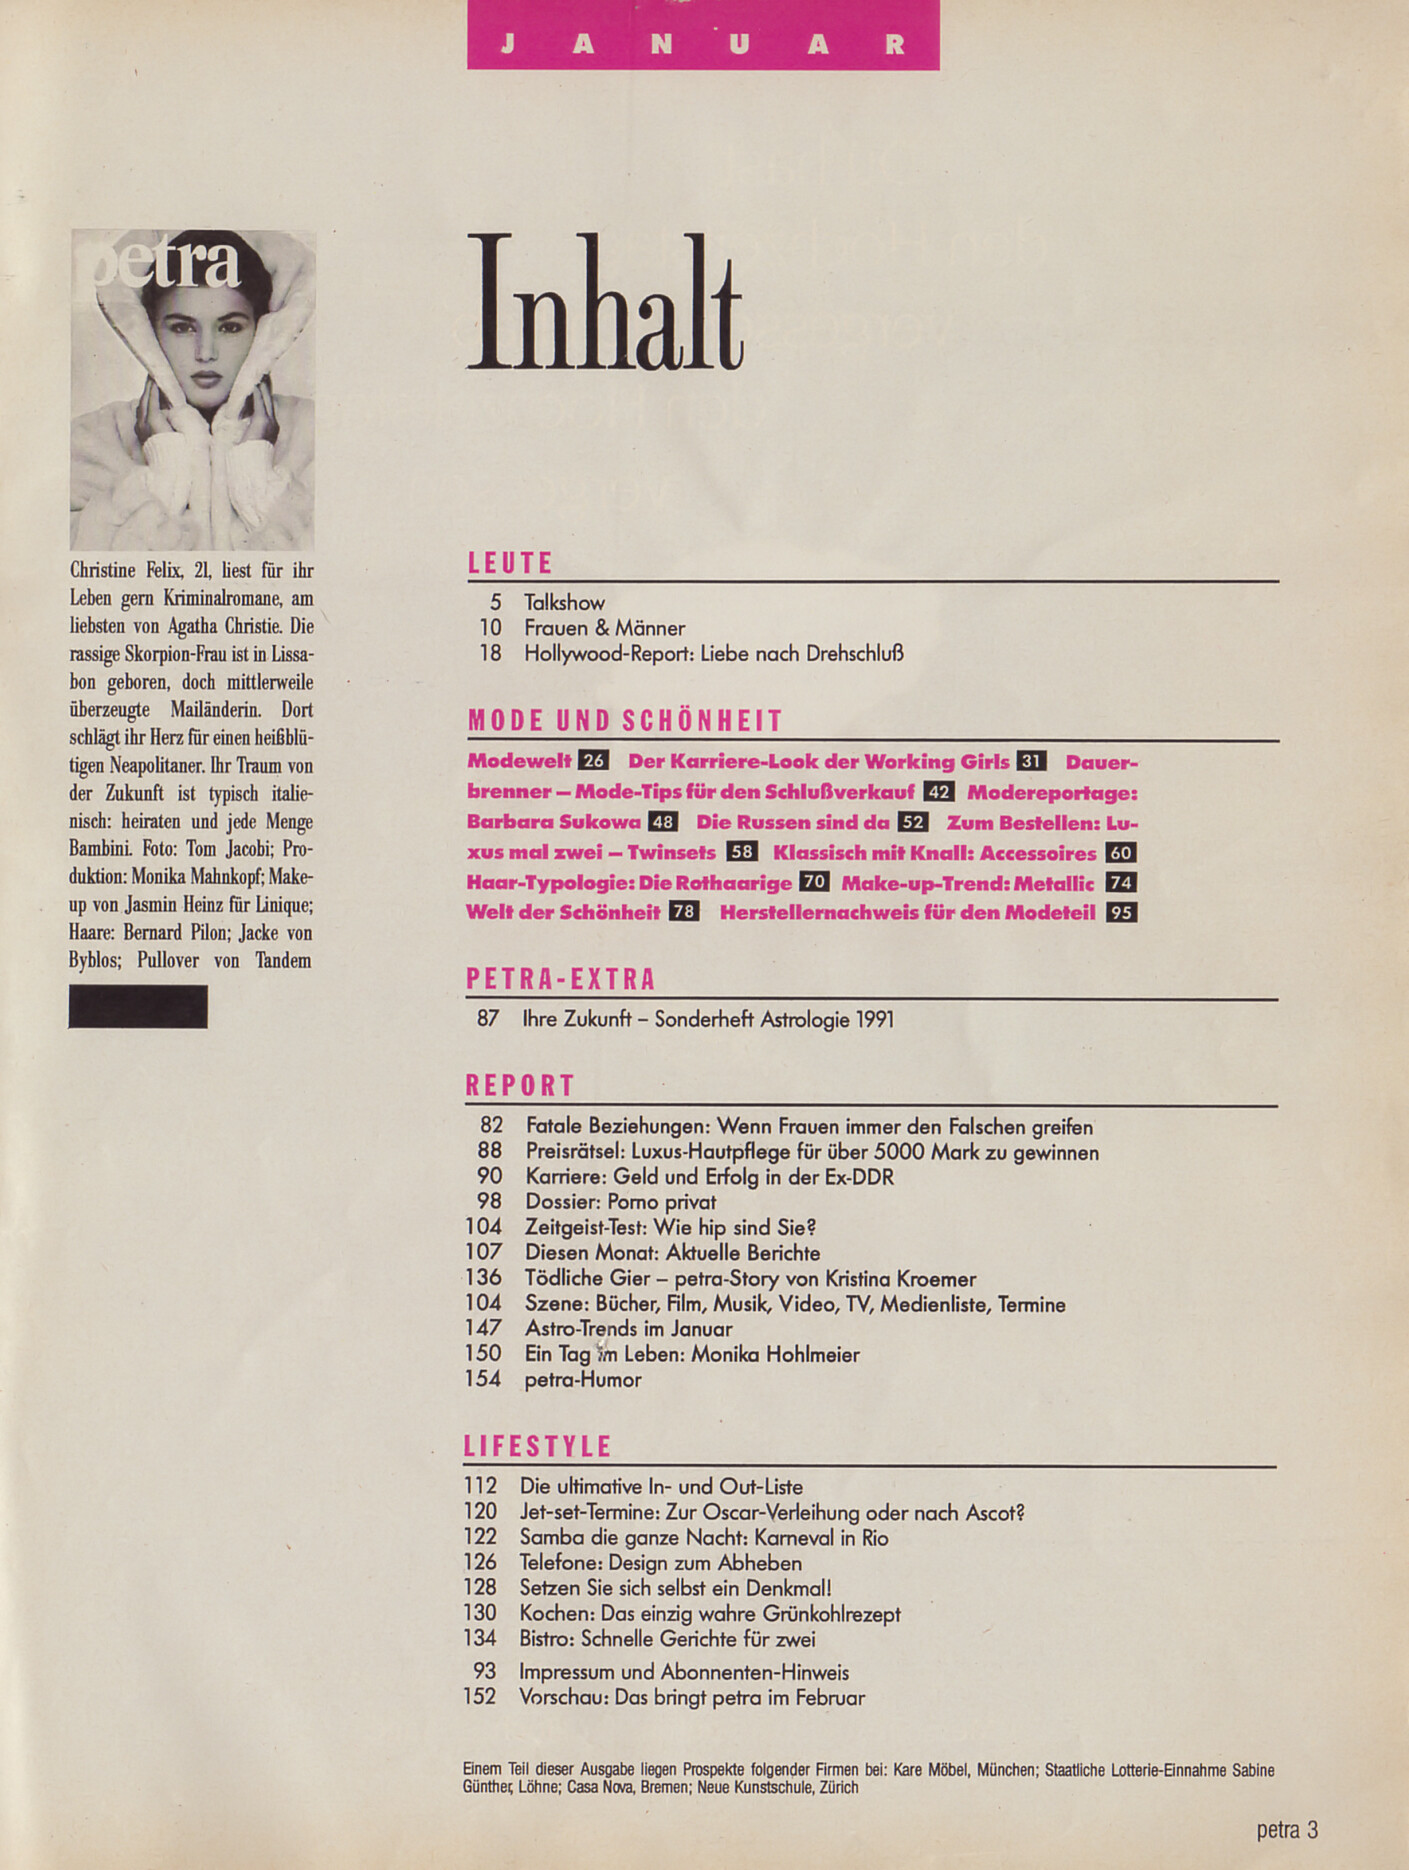 JANUAR
petra
Inhalt
Christine Felix, 21, liest für ihr
Leben gern Kriminalromane, am
liebsten von Agatha Christie. Die
rassige Skorpion-Frau ist in Lissa-
bon geboren, doch mittlerweile
überzeugte Mailänderin. Dort
schlägt ihr Herz für einen heißblü-
tigen Neapolitaner. Ihr Traum von
der Zukunft ist typisch italie-
nisch: heiraten und jede Menge
Bambini. Foto: Tom Jacobi; Pro-
duktion: Monika Mahnkopf; Make-
up von Jasmin Heinz für Linique;
Haare: Bernard Pilon; Jacke von
Byblos; Pullover von Tandem
LEUTE
5 Talkshow
10 Frauen & Männer
18 Hollywood-Report: Liebe nach Drehschluß
MODE UND SCHÖNHEIT
Modewelt 26 Der Karriere-Look der Working Girls 31 Dauer-
brenner – Mode-Tips für den Schlußverkauf 42 Modereportage:
Barbara Sukowa 48 Die Russen sind da 52 Zum Bestellen: Lu-
xus mal zwei – Twinsets 58 Klassisch mit Knall: Accessoires 60
Haar-Typologie: Die Rothaarige 70 Make-up-Trend: Metallic 74
Welt der Schönheit 78 Herstellernachweis für den Modeteil 95
PETRA-EXTRA
87 Ihre Zukunft – Sonderheft Astrologie 1991
REPORT
82 Fatale Beziehungen: Wenn Frauen immer den Falschen greifen
88 Preisrätsel: Luxus-Hautpflege für über 5000 Mark zu gewinnen
90 Karriere: Geld und Erfolg in der Ex-DDR
98 Dossier: Porno privat
104 Zeitgeist-Test: Wie hip sind Sie?
107 Diesen Monat: Aktuelle Berichte
136 Tödliche Gier – petra-Story von Kristina Kroemer
104 Szene: Bücher, Film, Musik, Video, TV, Medienliste, Termine
147 Astro-Trends im Januar
150 Ein Tag im Leben: Monika Hohlmeier
154 petra-Humor
LIFESTYLE
112 Die ultimative In- und Out-Liste
120 Jet-set-Termine: Zur Oscar-Verleihung oder nach Ascot?
122 Samba die ganze Nacht: Karneval in Rio
126 Telefone: Design zum Abheben
128 Setzen Sie sich selbst ein Denkmal!
130 Kochen: Das einzig wahre Grünkohlrezept
134 Bistro: Schnelle Gerichte für zwei
93 Impressum und Abonnenten-Hinweis
152 Vorschau: Das bringt petra im Februar
Einem Teil dieser Ausgabe liegen Prospekte folgender Firmen bei: Kare Möbel, München; Staatliche Lotterie-Einnahme Sabine
Günther, Löhne; Casa Nova, Bremen; Neue Kunstschule, Zürich
petra 3